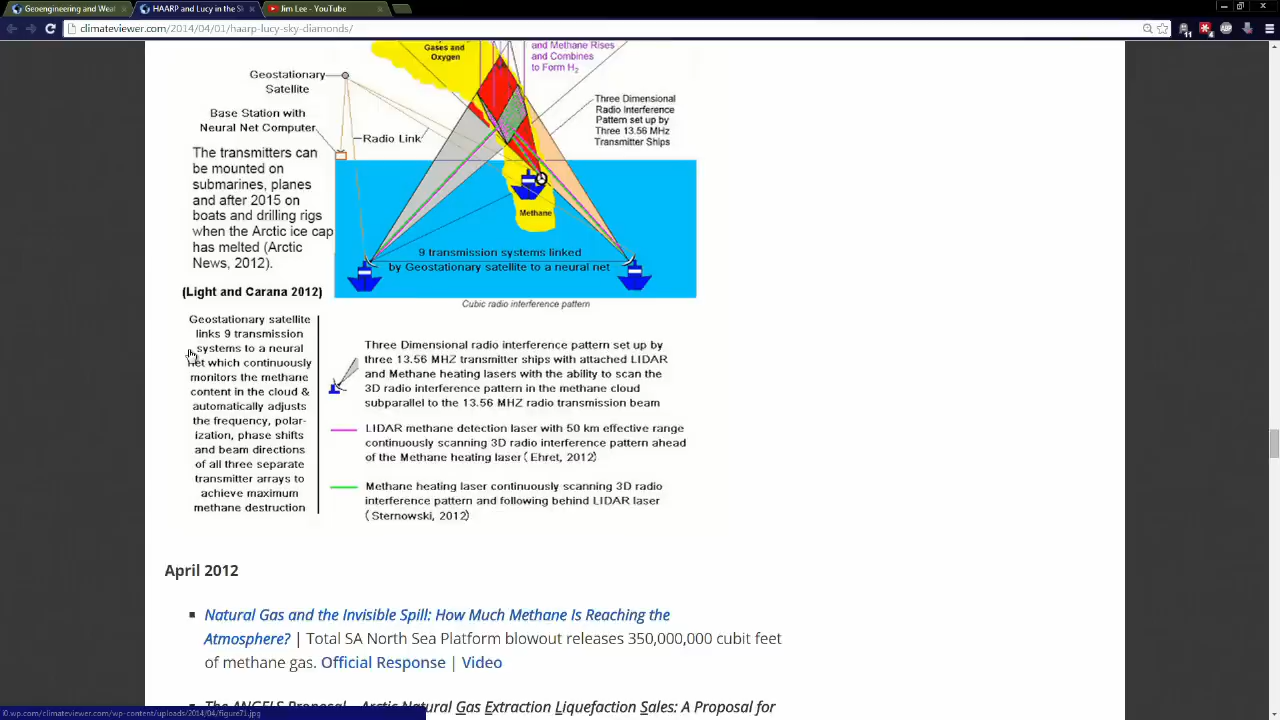 Geoengineering and Weat
HAARP and Lucy in the Sk
Jim Lee - YouTube
climateviewer.com/2014/04/01/haarp-lucy-sky-diamonds/
Gases and
Oxygen
and Methane Rises
and Combines
to Form H2
Geostationary
Satellite
Base Station with
Neural Net Computer
Radio Link
Three Dimensional
Radio Interference
Pattern set up by
Three 13.56 MHz
Transmitter Ships
The transmitters can
be mounted on
submarines, planes
and after 2015 on
boats and drilling rigs
when the Arctic ice cap
has melted (Arctic
News, 2012).
Methane
9 transmission systems linked
by Geostationary satellite to a neural net
(Light and Carana 2012)
Cubic radio interference pattern
Geostationary satellite
links 9 transmission
systems to a neural
net which continuously
monitors the methane
content in the cloud &
automatically adjusts
the frequency, polar-
ization, phase shifts
and beam directions
of all three separate
transmitter arrays to
achieve maximum
methane destruction
Three Dimensional radio interference pattern set up by
three 13.56 MHZ transmitter ships with attached LIDAR
and Methane heating lasers with the ability to scan the
3D radio interference pattern in the methane cloud
subparallel to the 13.56 MHZ radio transmission beam
LIDAR methane detection laser with 50 km effective range
continuously scanning 3D radio interference pattern ahead
of the Methane heating laser (Ehret, 2012)
Methane heating laser continuously scanning 3D radio
interference pattern and following behind LIDAR laser
(Sternowski, 2012)
April 2012
Natural Gas and the Invisible Spill: How Much Methane Is Reaching the
Atmosphere? | Total SA North Sea Platform blowout releases 350,000,000 cubit feet
of methane gas. Official Response | Video
The ANGELS Proposal – Arctic Natural Gas Extraction Liquefaction Sales: A Proposal for
i0.wp.com/climateviewer.com/wp-content/uploads/2014/04/figure71.jpg